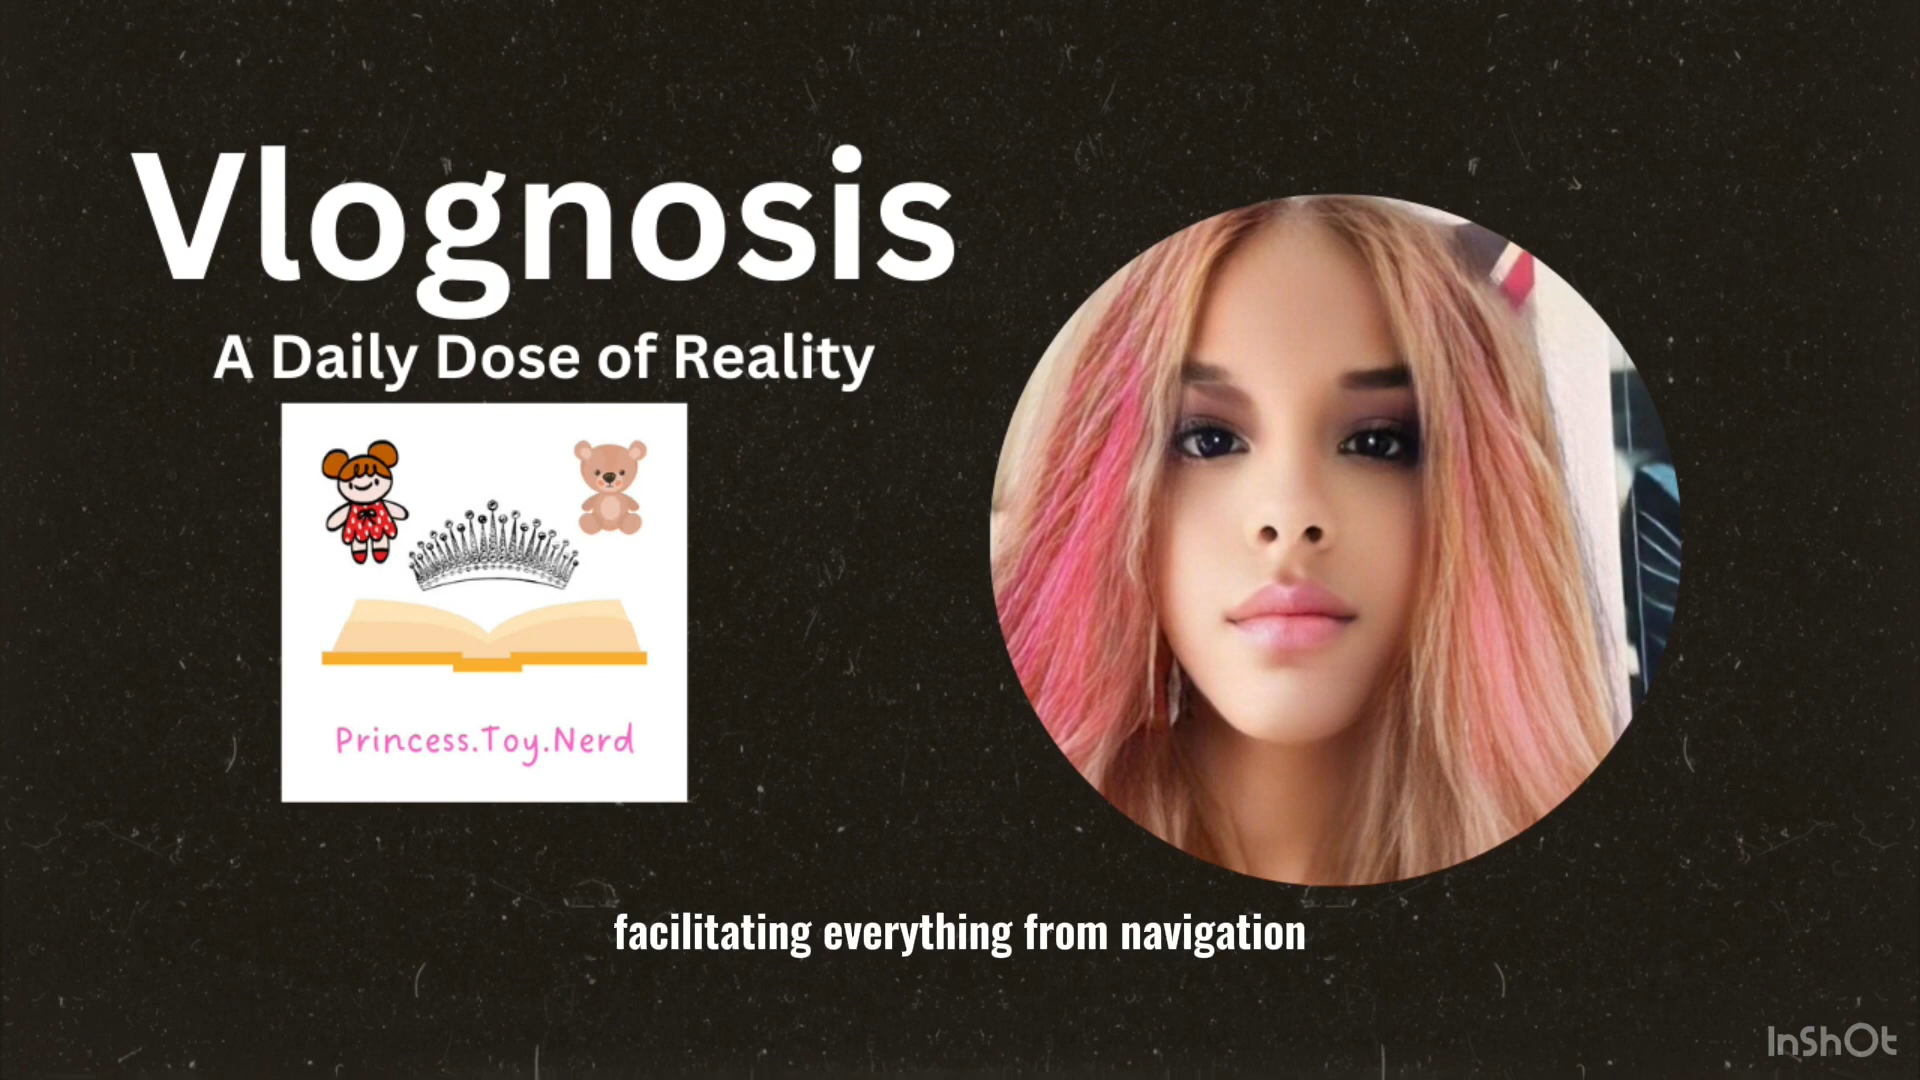 Vlognosis
A Daily Dose of Reality
Princess.Toy.Nerd
facilitating everything from navigation
InShOt